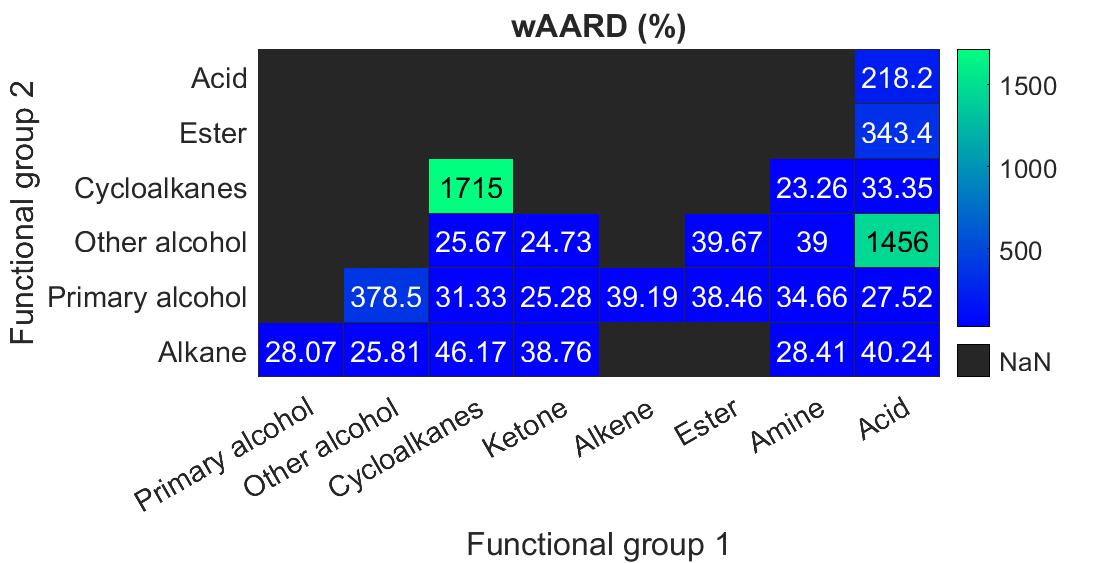 wAARD (%)
Functional group 2
Acid 218.2
Ester 343.4
Cycloalkanes 1715 23.26 33.35
Other alcohol 25.67 24.73 39.67 39 1456
Primary alcohol 378.5 31.33 25.28 39.19 38.46 34.66 27.52
Alkane 28.07 25.81 46.17 38.76 28.41 40.24
Primary alcohol
Other alcohol
Cycloalkanes
Ketone
Alkene
Ester
Amine
Acid
Functional group 1
1500
1000
500
NaN